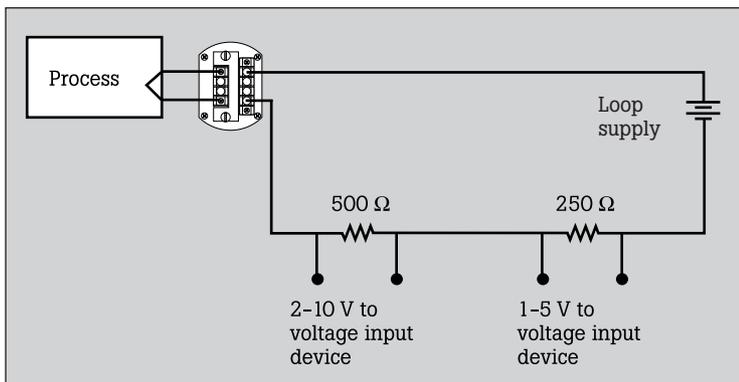 Process
Loop
supply
500 Ω
250 Ω
2–10 V to
voltage input
device
1–5 V to
voltage input
device